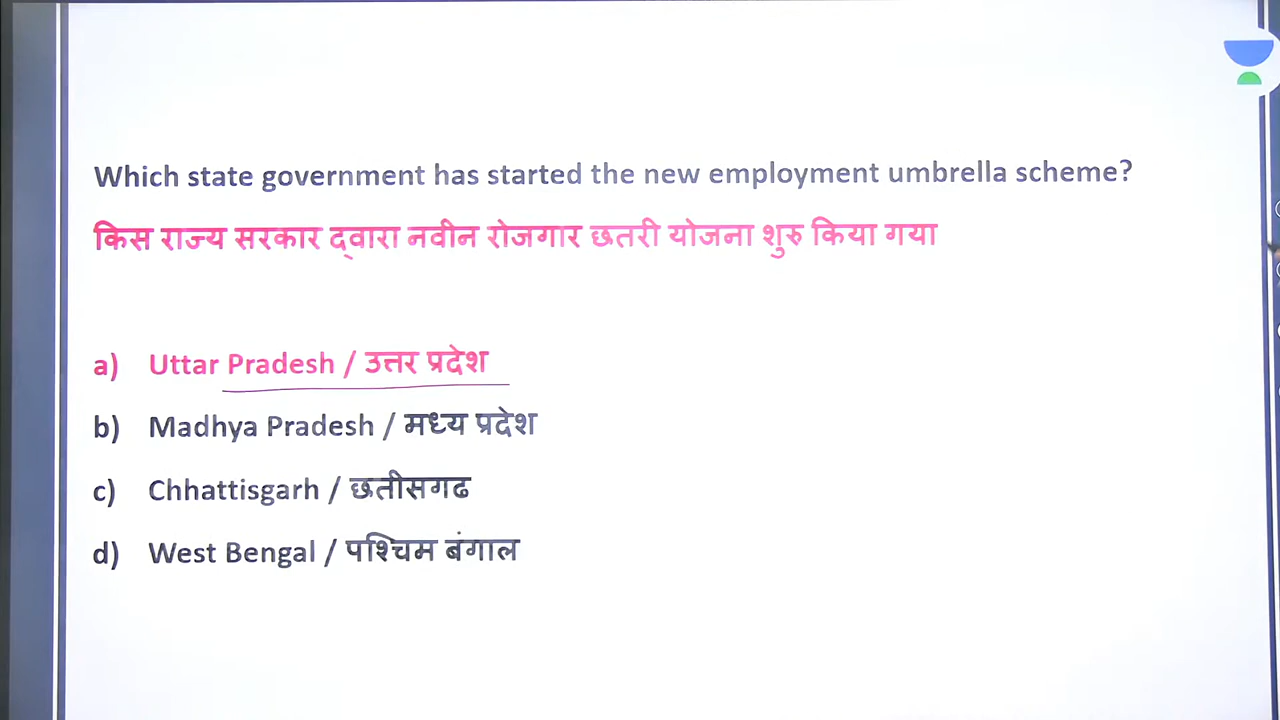 Which state government has started the new employment umbrella scheme?
किस राज्य सरकार द्वारा नवीन रोजगार छतरी योजना शुरु किया गया
a) Uttar Pradesh / उत्तर प्रदेश
b) Madhya Pradesh / मध्य प्रदेश
c) Chhattisgarh / छतीसगढ
d) West Bengal / पश्चिम बंगाल